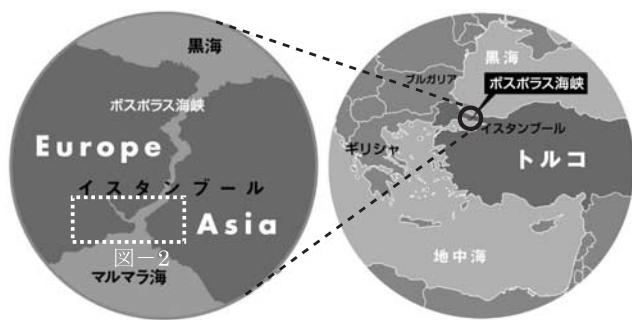 黒海
ボスポラス海峡
Europe
イスタンブール
Asia
図－2
マルマラ海
黒海
ブルガリア
ボスポラス海峡
イスタンブール
ギリシャ
トルコ
地中海